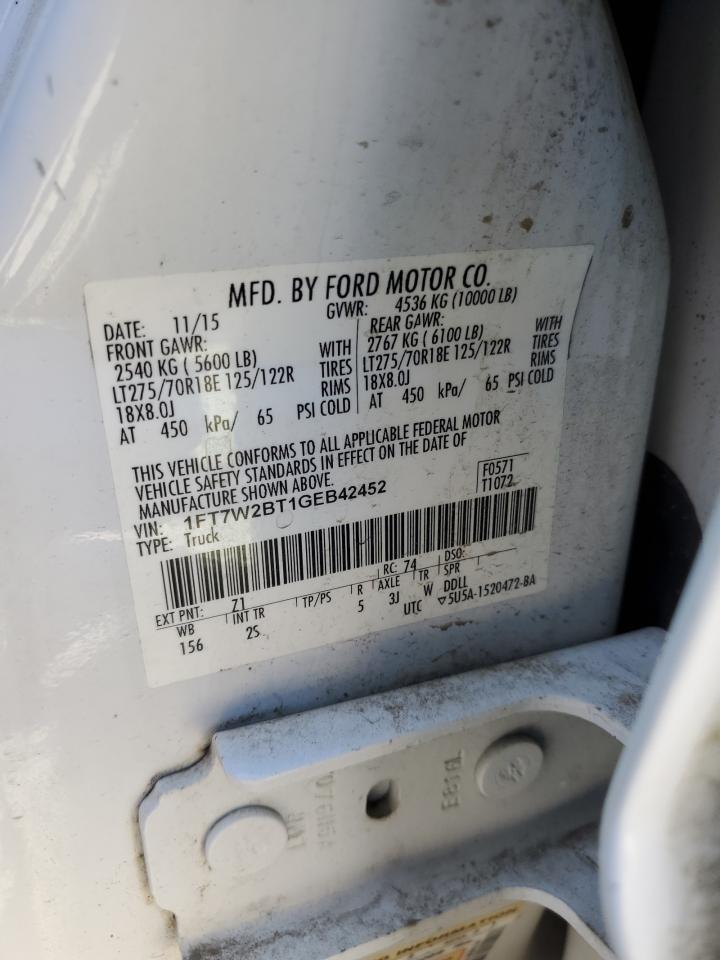 MFD. BY FORD MOTOR CO.
DATE: 11/15 GVWR: 4536 KG (10000 LB)
FRONT GAWR: REAR GAWR:
2540 KG ( 5600 LB) WITH 2767 KG ( 6100 LB) WITH
LT275/70R18E 125/122R TIRES LT275/70R18E 125/122R TIRES
18X8.0J RIMS 18X8.0J RIMS
AT 450 kPa/ 65 PSI COLD AT 450 kPa/ 65 PSI COLD
THIS VEHICLE CONFORMS TO ALL APPLICABLE FEDERAL MOTOR
VEHICLE SAFETY STANDARDS IN EFFECT ON THE DATE OF
MANUFACTURE SHOWN ABOVE.
F0571
T1072
VIN: 1FT7W2BT1GEB42452
TYPE: Truck
EXT PNT: Z1 RC: 74 DSO:
WB INT TR TP/PS R AXLE TR SPR
156 2S 5 3J W DDLL
UTC ▽5U5A-1520472-BA
E816L
INFORMATION